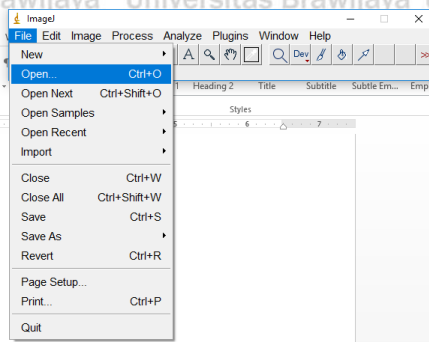 Universitas Brawijaya
ImageJ
File Edit Image Process Analyze Plugins Window Help
New
A Dev >>
Open... Ctrl+O
Open Next Ctrl+Shift+O
1 Heading 2 Title Subtitle Subtle Em... Emp
Open Samples
Styles
Open Recent
5 6 7
Import
Close Ctrl+W
Close All Ctrl+Shift+W
Save Ctrl+S
Save As
Revert Ctrl+R
Page Setup...
Print... Ctrl+P
Quit